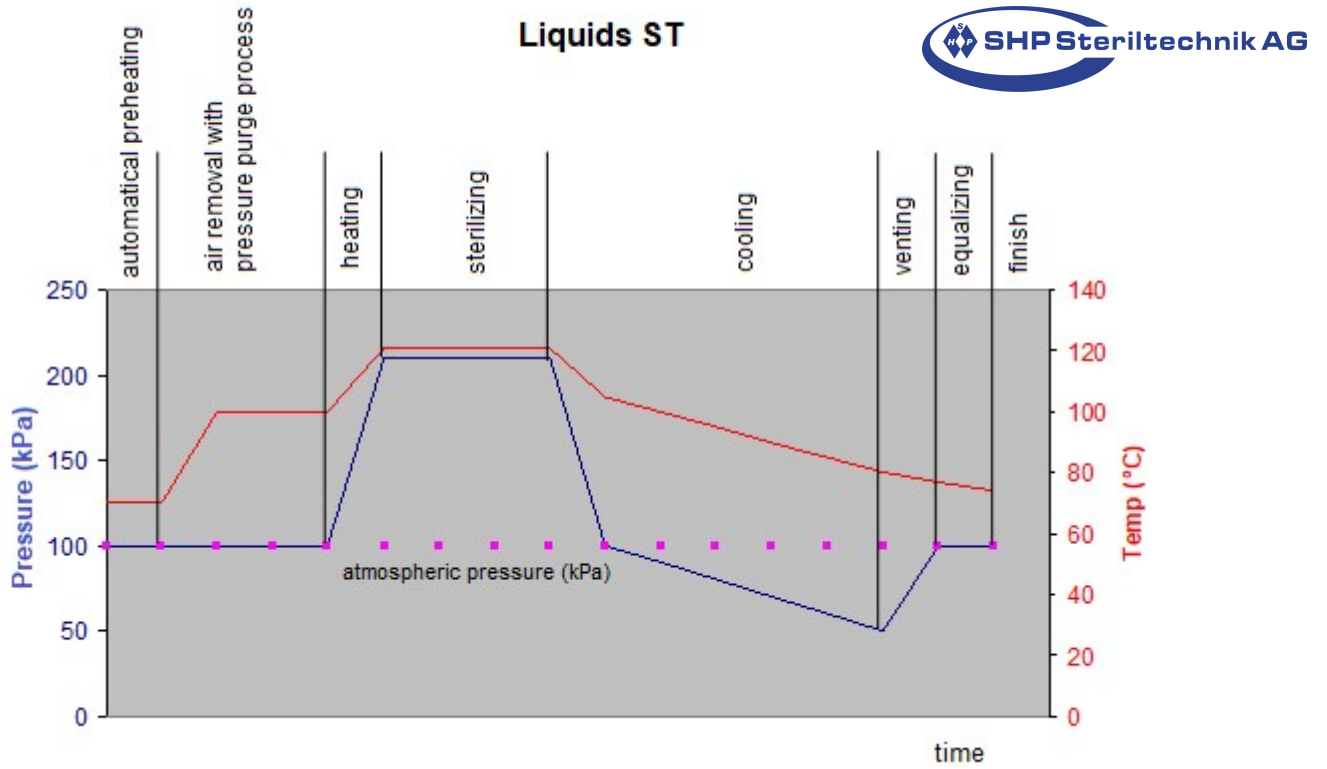 Liquids ST
S
H P
SHP Steriltechnik AG
automatical preheating
air removal with
pressure purge process
heating
sterilizing
cooling
venting
equalizing
finish
Pressure (kPa)
250
200
150
100
50
0
atmospheric pressure (kPa)
140
120
100
80
60
40
20
0
Temp (°C)
time